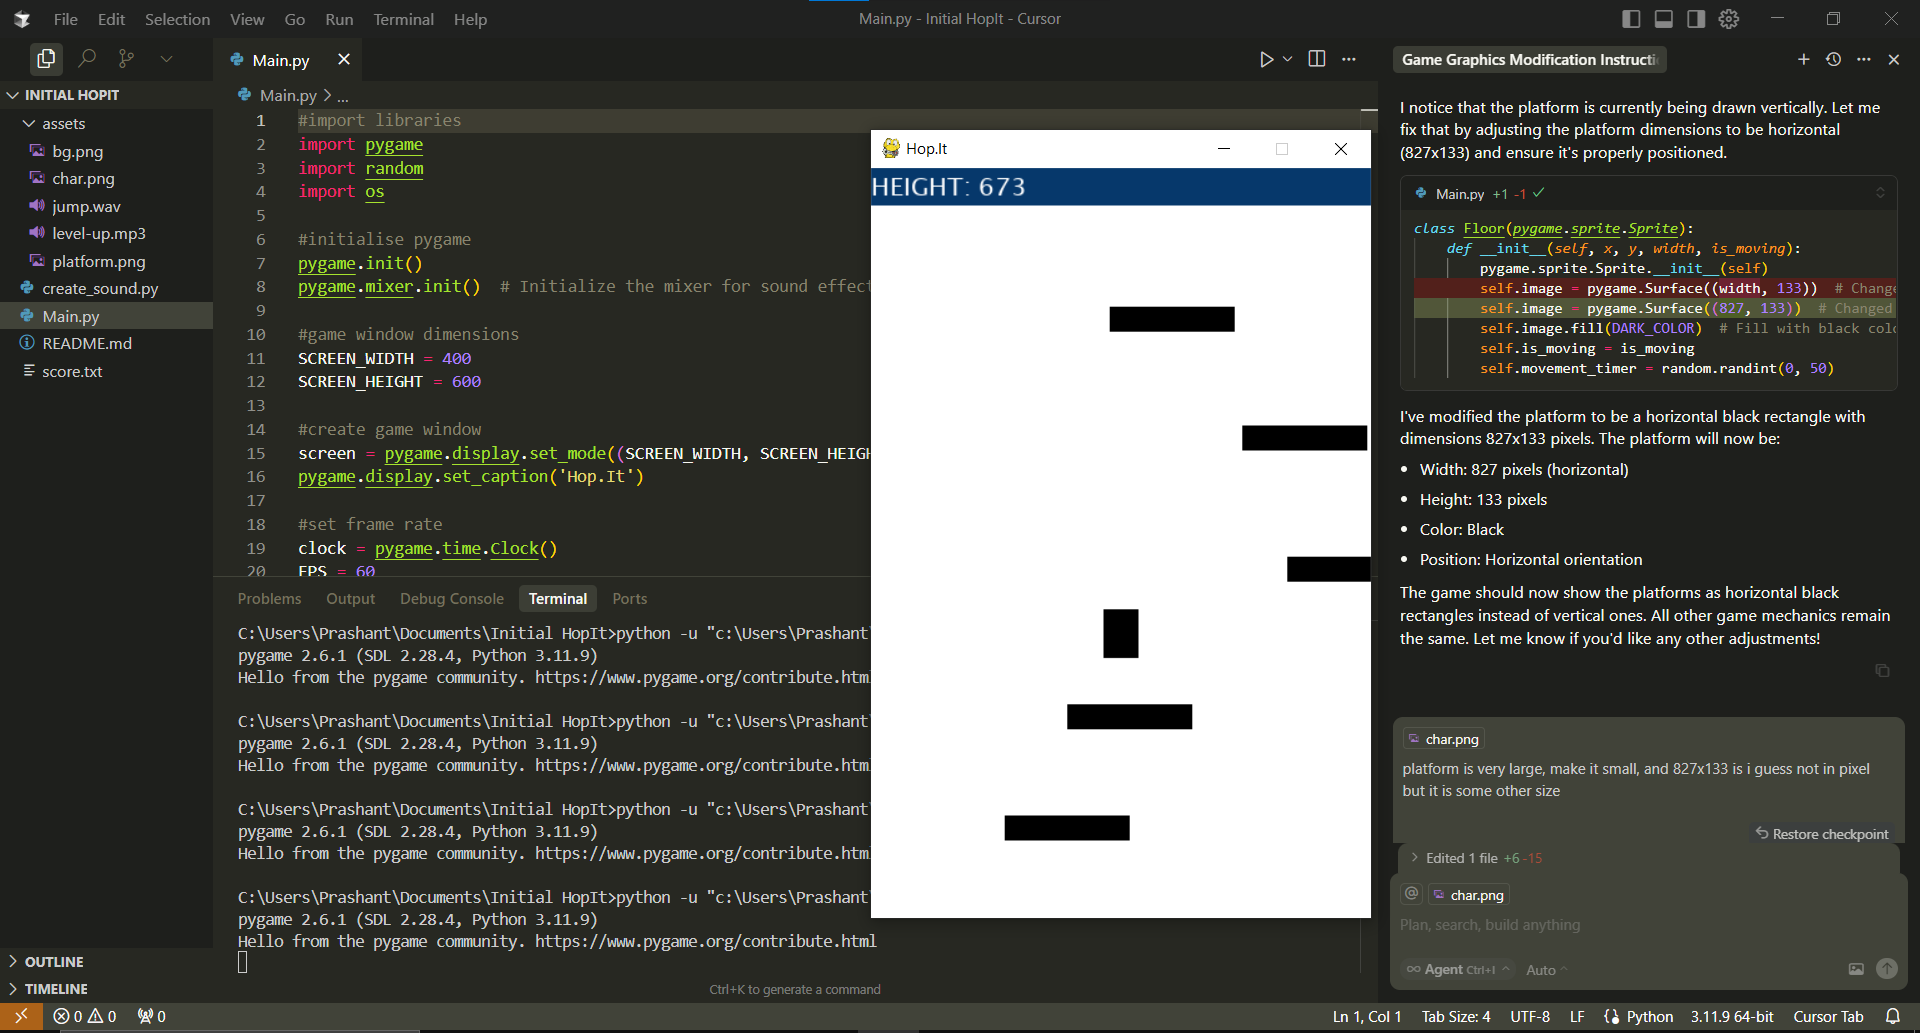 File Edit Selection View Go Run Terminal Help
Main.py - Initial HopIt - Cursor
INITIAL HOPIT
assets
bg.png
char.png
jump.wav
level-up.mp3
platform.png
create_sound.py
Main.py
README.md
score.txt
OUTLINE
TIMELINE
Main.py
Main.py > ...
1 #import libraries
2 import pygame
3 import random
4 import os
5
6 #initialise pygame
7 pygame.init()
8 pygame.mixer.init()  # Initialize the mixer for sound effect
9
10 #game window dimensions
11 SCREEN_WIDTH = 400
12 SCREEN_HEIGHT = 600
13
14 #create game window
15 screen = pygame.display.set_mode((SCREEN_WIDTH, SCREEN_HEIGH
16 pygame.display.set_caption('Hop.It')
17
18 #set frame rate
19 clock = pygame.time.Clock()
20 FPS = 60
Problems Output Debug Console Terminal Ports
C:\Users\Prashant\Documents\Initial HopIt>python -u "c:\Users\Prashant
pygame 2.6.1 (SDL 2.28.4, Python 3.11.9)
Hello from the pygame community. https://www.pygame.org/contribute.htm
C:\Users\Prashant\Documents\Initial HopIt>python -u "c:\Users\Prashant
pygame 2.6.1 (SDL 2.28.4, Python 3.11.9)
Hello from the pygame community. https://www.pygame.org/contribute.htm
C:\Users\Prashant\Documents\Initial HopIt>python -u "c:\Users\Prashant
pygame 2.6.1 (SDL 2.28.4, Python 3.11.9)
Hello from the pygame community. https://www.pygame.org/contribute.htm
C:\Users\Prashant\Documents\Initial HopIt>python -u "c:\Users\Prashant
pygame 2.6.1 (SDL 2.28.4, Python 3.11.9)
Hello from the pygame community. https://www.pygame.org/contribute.html
Ctrl+K to generate a command
Hop.It
HEIGHT: 673
Game Graphics Modification Instructi
I notice that the platform is currently being drawn vertically. Let me
fix that by adjusting the platform dimensions to be horizontal
(827x133) and ensure it's properly positioned.
Main.py +1 -1
class Floor(pygame.sprite.Sprite):
def __init__(self, x, y, width, is_moving):
pygame.sprite.Sprite.__init__(self)
self.image = pygame.Surface((width, 133))  # Change
self.image = pygame.Surface((827, 133))  # Changed
self.image.fill(DARK_COLOR)  # Fill with black colo
self.is_moving = is_moving
self.movement_timer = random.randint(0, 50)
I've modified the platform to be a horizontal black rectangle with
dimensions 827x133 pixels. The platform will now be:
• Width: 827 pixels (horizontal)
• Height: 133 pixels
• Color: Black
• Position: Horizontal orientation
The game should now show the platforms as horizontal black
rectangles instead of vertical ones. All other game mechanics remain
the same. Let me know if you'd like any other adjustments!
char.png
platform is very large, make it small, and 827x133 is i guess not in pixel
but it is some other size
Restore checkpoint
> Edited 1 file +6 -15
@ char.png
Plan, search, build anything
Agent Ctrl+I Auto
0 0 0
Ln 1, Col 1 Tab Size: 4 UTF-8 LF Python 3.11.9 64-bit Cursor Tab